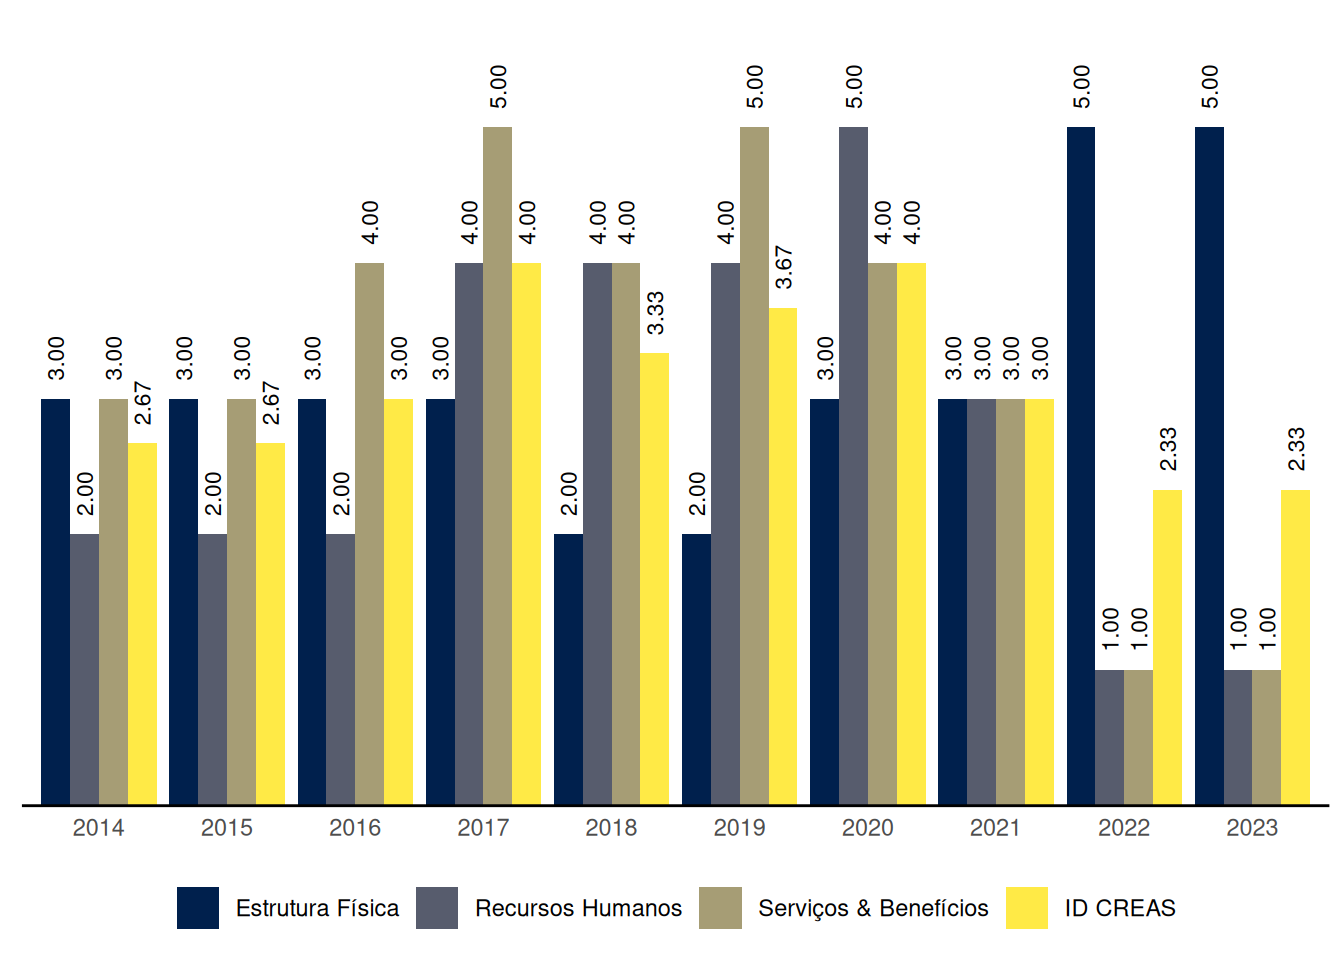 5.00 5.00 5.00 5.00 5.00
4.00 4.00 4.00 4.00 4.00 4.00 4.00 4.00
3.67
3.33
3.00 3.00 3.00 3.00 3.00 3.00 3.00 3.00 3.00 3.00 3.00 3.00
2.67 2.67
2.33 2.33
2.00 2.00 2.00 2.00 2.00
1.00 1.00 1.00 1.00
2014 2015 2016 2017 2018 2019 2020 2021 2022 2023
Estrutura Física Recursos Humanos Serviços & Benefícios ID CREAS